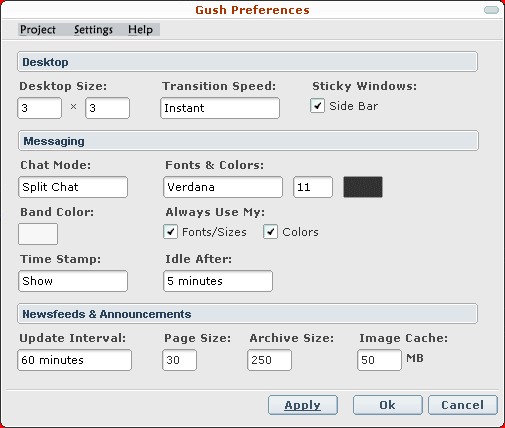 Gush Preferences
Project Settings Help
Desktop
Desktop Size: Transition Speed: Sticky Windows:
3 × 3 Instant Side Bar
Messaging
Chat Mode: Fonts & Colors:
Split Chat Verdana 11
Band Color: Always Use My:
Fonts/Sizes Colors
Time Stamp: Idle After:
Show 5 minutes
Newsfeeds & Announcements
Update Interval: Page Size: Archive Size: Image Cache:
60 minutes 30 250 50 MB
Apply Ok Cancel